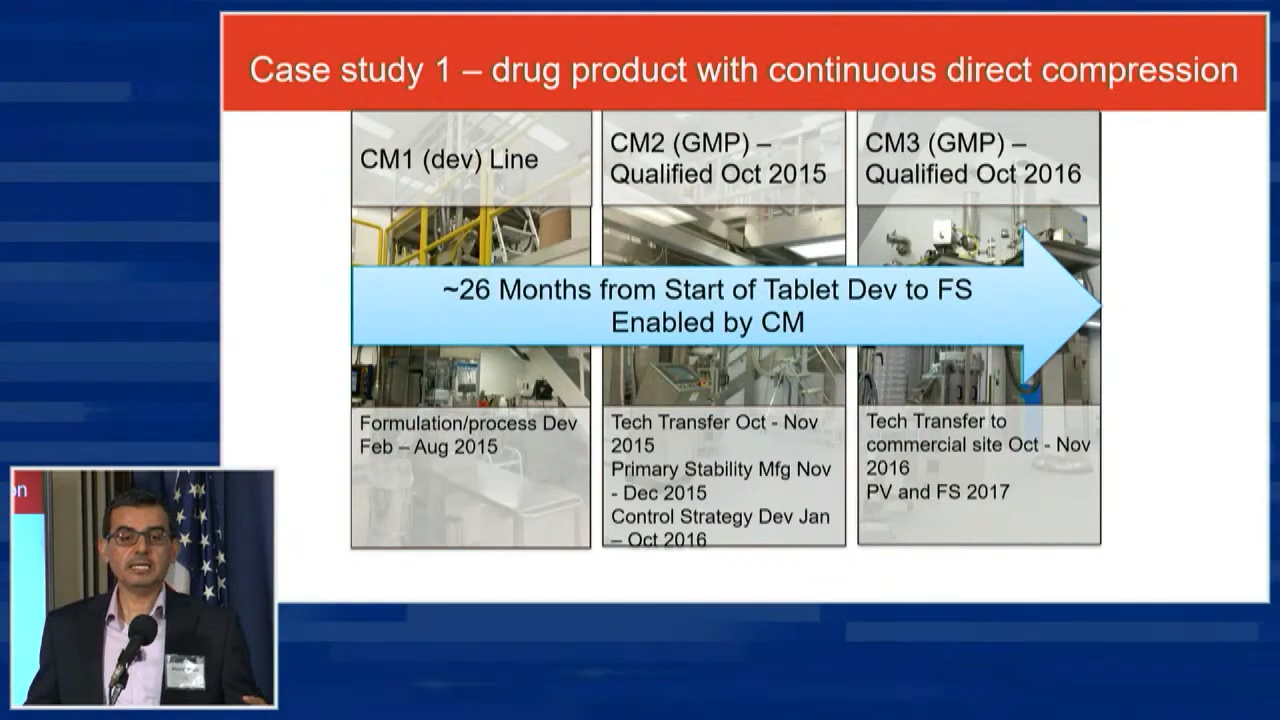 Case study 1 – drug product with continuous direct compression
CM1 (dev) Line
CM2 (GMP) –
Qualified Oct 2015
CM3 (GMP) –
Qualified Oct 2016
~26 Months from Start of Tablet Dev to FS
Enabled by CM
Formulation/process Dev
Feb – Aug 2015
Tech Transfer Oct - Nov
2015
Primary Stability Mfg Nov
- Dec 2015
Control Strategy Dev Jan
– Oct 2016
Tech Transfer to
commercial site Oct - Nov
2016
PV and FS 2017
on